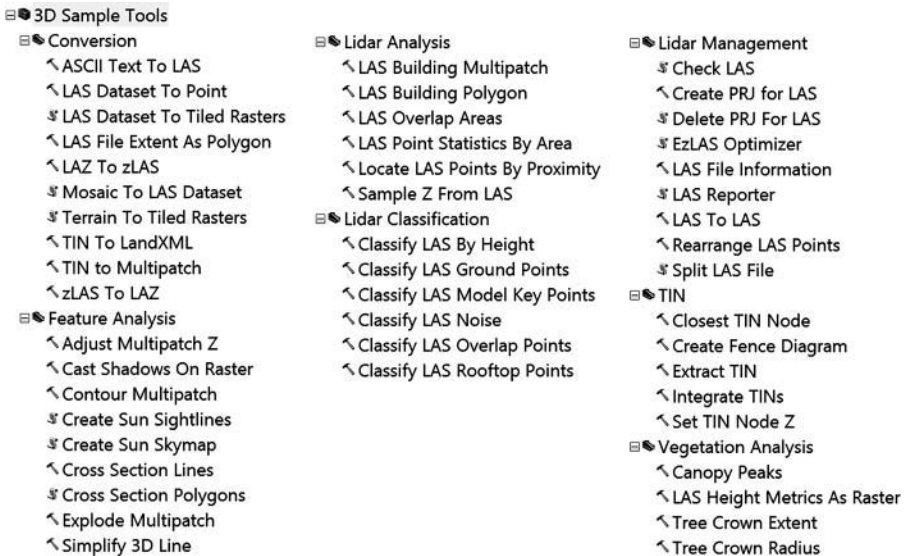 3D Sample Tools
Conversion
ASCII Text To LAS
LAS Dataset To Point
LAS Dataset To Tiled Rasters
LAS File Extent As Polygon
LAZ To zLAS
Mosaic To LAS Dataset
Terrain To Tiled Rasters
TIN To LandXML
TIN to Multipatch
zLAS To LAZ
Feature Analysis
Adjust Multipatch Z
Cast Shadows On Raster
Contour Multipatch
Create Sun Sightlines
Create Sun Skymap
Cross Section Lines
Cross Section Polygons
Explode Multipatch
Simplify 3D Line
Lidar Analysis
LAS Building Multipatch
LAS Building Polygon
LAS Overlap Areas
LAS Point Statistics By Area
Locate LAS Points By Proximity
Sample Z From LAS
Lidar Classification
Classify LAS By Height
Classify LAS Ground Points
Classify LAS Model Key Points
Classify LAS Noise
Classify LAS Overlap Points
Classify LAS Rooftop Points
Lidar Management
Check LAS
Create PRJ for LAS
Delete PRJ For LAS
EzLAS Optimizer
LAS File Information
LAS Reporter
LAS To LAS
Rearrange LAS Points
Split LAS File
TIN
Closest TIN Node
Create Fence Diagram
Extract TIN
Integrate TINs
Set TIN Node Z
Vegetation Analysis
Canopy Peaks
LAS Height Metrics As Raster
Tree Crown Extent
Tree Crown Radius